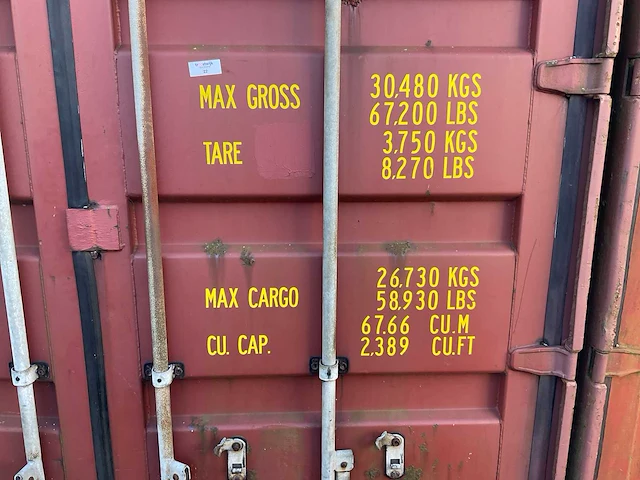 MAX GROSS 30,480 KGS
67,200 LBS
TARE 3,750 KGS
8,270 LBS
MAX CARGO 26,730 KGS
58,930 LBS
67.66 CU.M
CU. CAP. 2,389 CU.FT